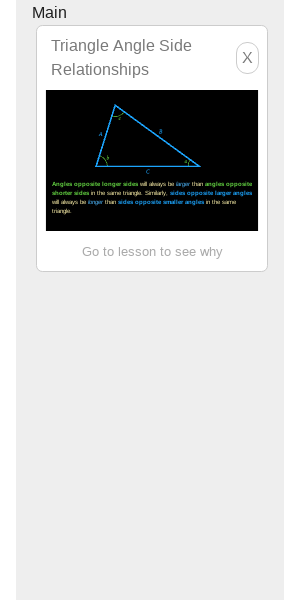 Main
Triangle Angle Side
Relationships
X
A
B
c
b
a
C
Angles opposite longer sides will always be larger than angles opposite
shorter sides in the same triangle. Similarly, sides opposite larger angles
will always be longer than sides opposite smaller angles in the same
triangle.
Go to lesson to see why